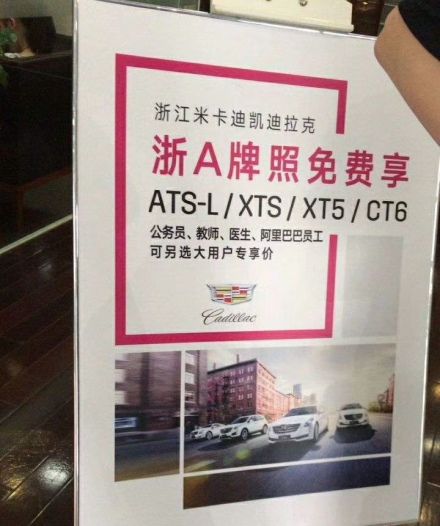 浙江米卡迪凯迪拉克
浙A牌照免费享
ATS-L / XTS / XT5 / CT6
公务员、教师、医生、阿里巴巴员工
可另选大用户专享价
Cadillac